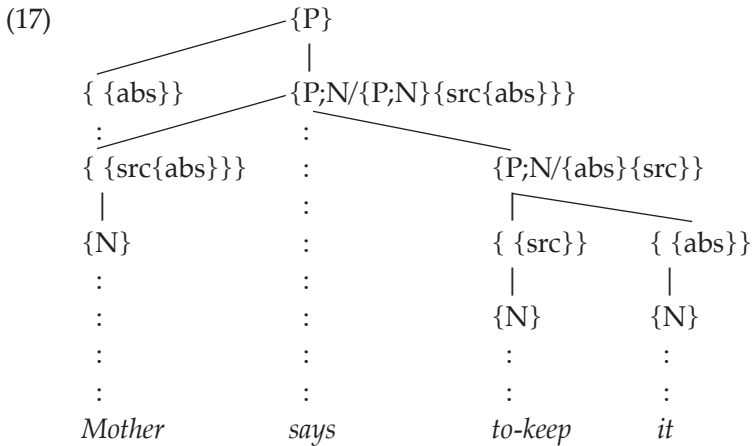 (17) {P}
{ {abs}} {P;N/{P;N}{src{abs}}}
: :
{ {src{abs}}} : {P;N/{abs}{src}}
:
{N} : { {src}} { {abs}}
: :
: : {N} {N}
: : : :
: : : :
Mother says to-keep it